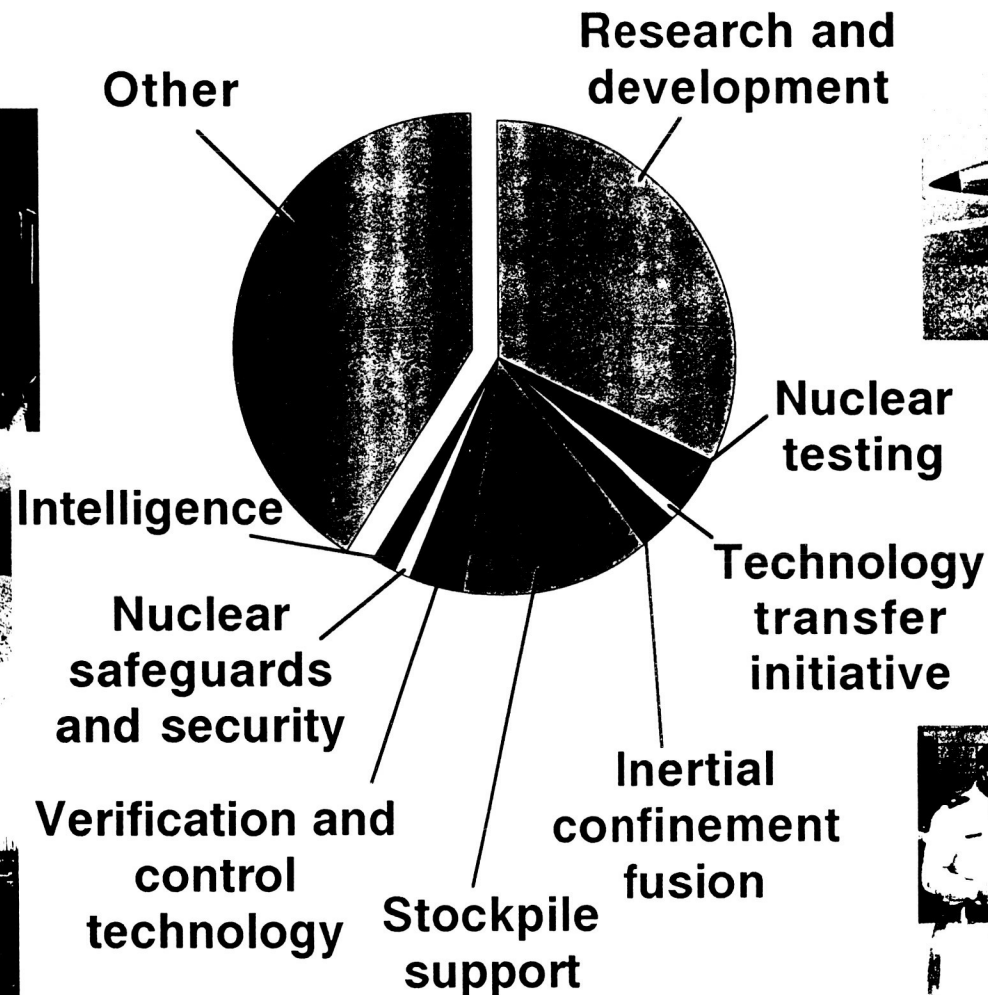 Research and
development
Other
Nuclear
testing
Intelligence
Technology
transfer
initiative
Nuclear
safeguards
and security
Inertial
confinement
fusion
Verification and
control
technology
Stockpile
support